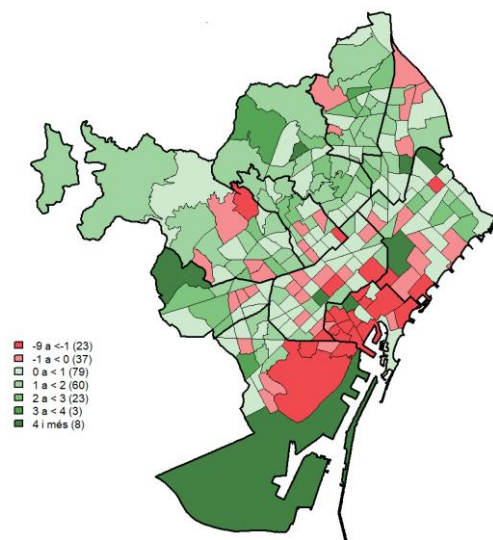 -9 a <-1 (23)
-1 a < 0 (37)
0 a < 1 (79)
1 a < 2 (60)
2 a < 3 (23)
3 a < 4 (3)
4 i més (8)